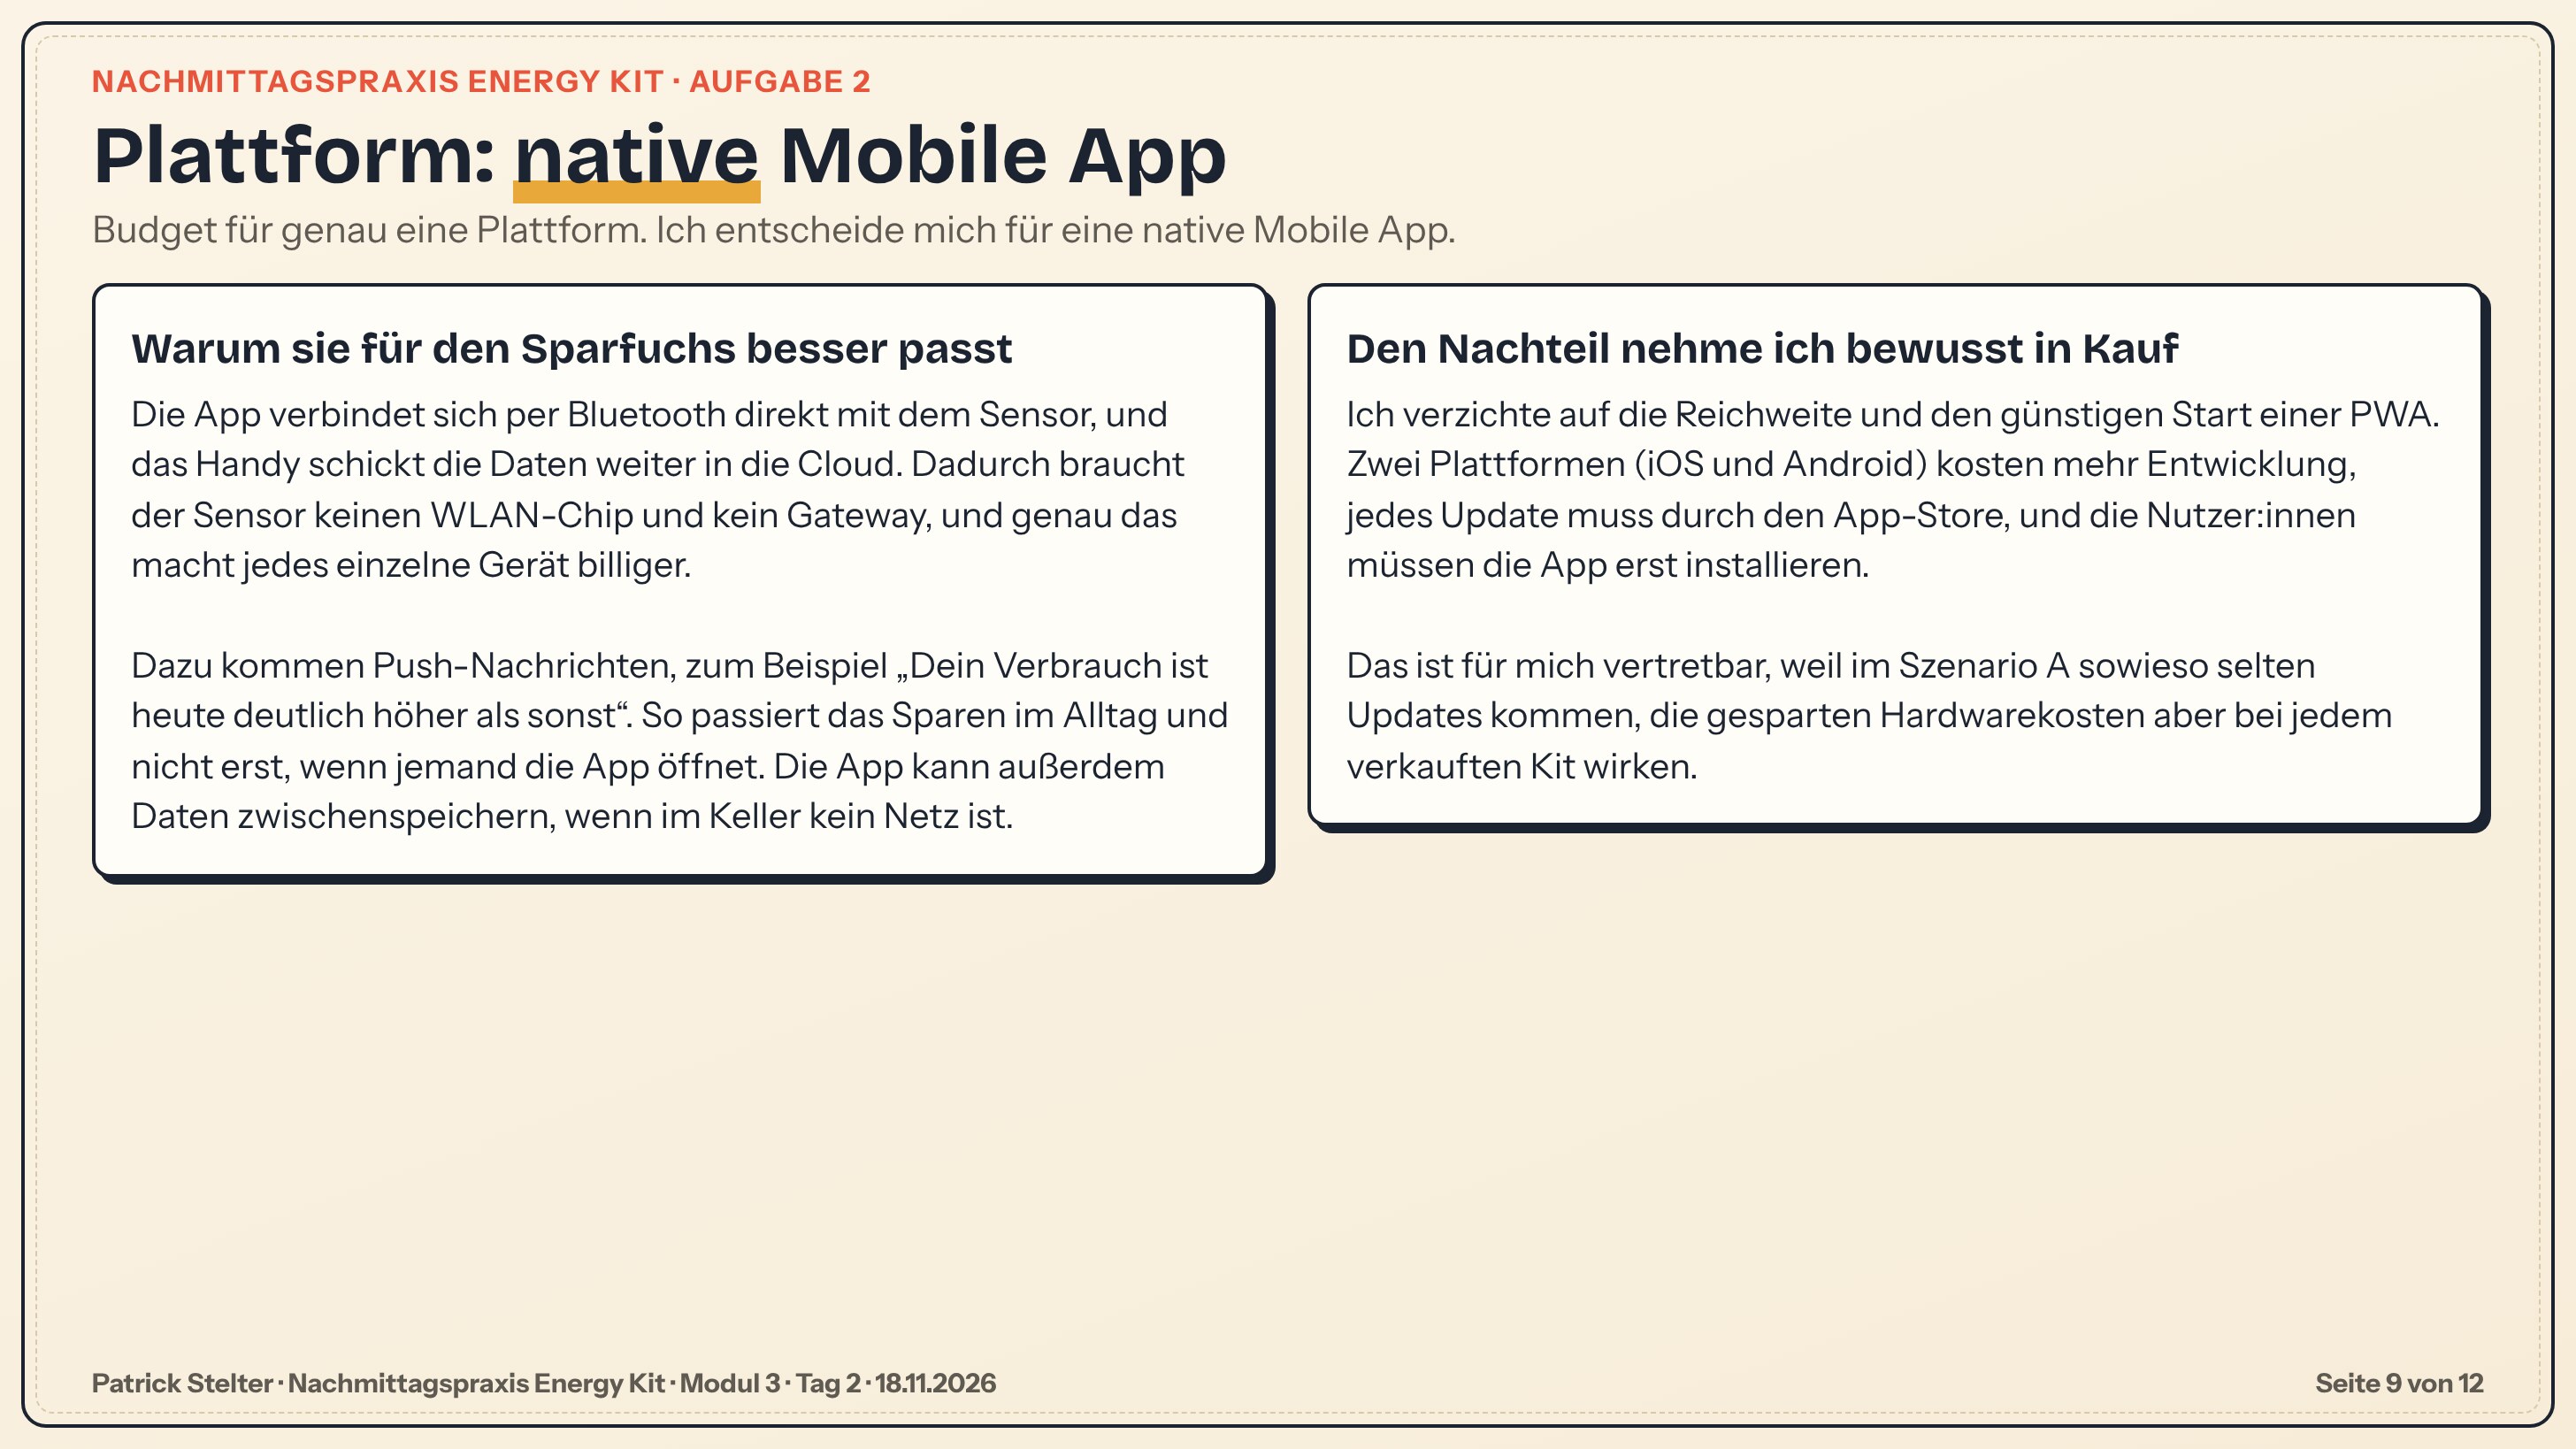 NACHMITTAGSPRAXIS ENERGY KIT · AUFGABE 2
Plattform: native Mobile App
Budget für genau eine Plattform. Ich entscheide mich für eine native Mobile App.
Warum sie für den Sparfuchs besser passt
Die App verbindet sich per Bluetooth direkt mit dem Sensor, und
das Handy schickt die Daten weiter in die Cloud. Dadurch braucht
der Sensor keinen WLAN-Chip und kein Gateway, und genau das
macht jedes einzelne Gerät billiger.
Dazu kommen Push-Nachrichten, zum Beispiel „Dein Verbrauch ist
heute deutlich höher als sonst“. So passiert das Sparen im Alltag und
nicht erst, wenn jemand die App öffnet. Die App kann außerdem
Daten zwischenspeichern, wenn im Keller kein Netz ist.
Den Nachteil nehme ich bewusst in Kauf
Ich verzichte auf die Reichweite und den günstigen Start einer PWA.
Zwei Plattformen (iOS und Android) kosten mehr Entwicklung,
jedes Update muss durch den App-Store, und die Nutzer:innen
müssen die App erst installieren.
Das ist für mich vertretbar, weil im Szenario A sowieso selten
Updates kommen, die gesparten Hardwarekosten aber bei jedem
verkauften Kit wirken.
Patrick Stelter · Nachmittagspraxis Energy Kit · Modul 3 · Tag 2 · 18.11.2026
Seite 9 von 12